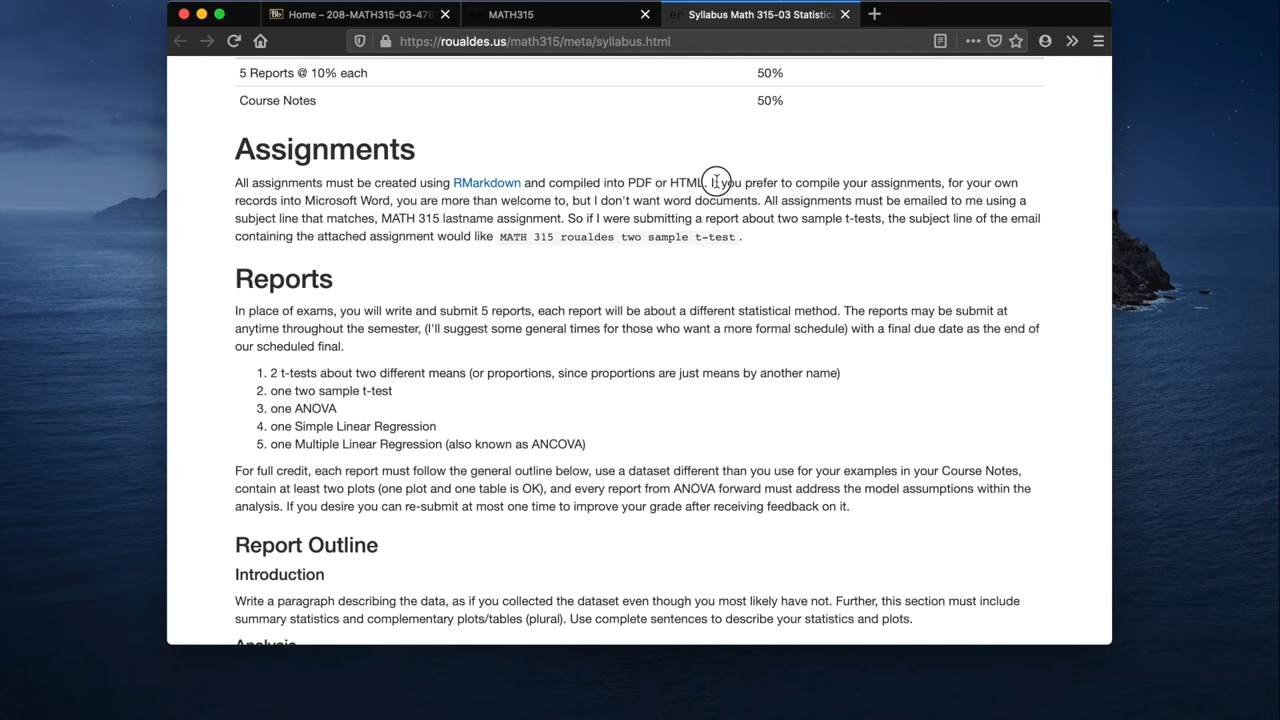 Home – 208-MATH315-03-478
MATH315
Syllabus Math 315-03 Statistic
https://roualdes.us/math315/meta/syllabus.html
5 Reports @ 10% each 50%
Course Notes 50%
Assignments
All assignments must be created using RMarkdown and compiled into PDF or HTML. If you prefer to compile your assignments, for your own
records into Microsoft Word, you are more than welcome to, but I don't want word documents. All assignments must be emailed to me using a
subject line that matches, MATH 315 lastname assignment. So if I were submitting a report about two sample t-tests, the subject line of the email
containing the attached assignment would like MATH 315 roualdes two sample t-test.
Reports
In place of exams, you will write and submit 5 reports, each report will be about a different statistical method. The reports may be submit at
anytime throughout the semester, (I'll suggest some general times for those who want a more formal schedule) with a final due date as the end of
our scheduled final.
1. 2 t-tests about two different means (or proportions, since proportions are just means by another name)
2. one two sample t-test
3. one ANOVA
4. one Simple Linear Regression
5. one Multiple Linear Regression (also known as ANCOVA)
For full credit, each report must follow the general outline below, use a dataset different than you use for your examples in your Course Notes,
contain at least two plots (one plot and one table is OK), and every report from ANOVA forward must address the model assumptions within the
analysis. If you desire you can re-submit at most one time to improve your grade after receiving feedback on it.
Report Outline
Introduction
Write a paragraph describing the data, as if you collected the dataset even though you most likely have not. Further, this section must include
summary statistics and complementary plots/tables (plural). Use complete sentences to describe your statistics and plots.
Analysis